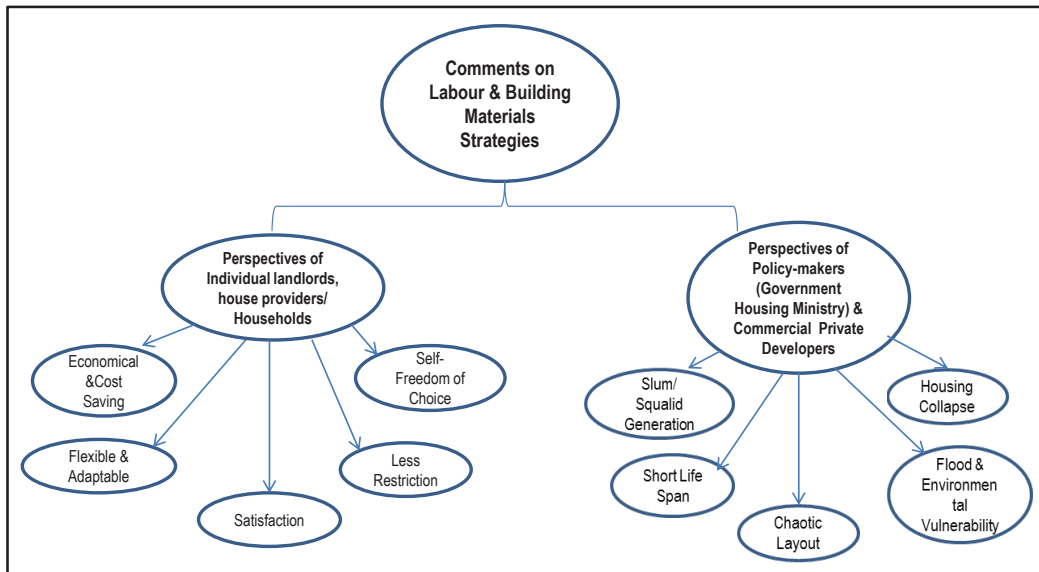 Comments on
Labour & Building
Materials
Strategies
Perspectives of
Individual landlords,
house providers/
Households
Economical
&Cost
Saving
Flexible &
Adaptable
Satisfaction
Less
Restriction
Self-
Freedom of
Choice
Perspectives of
Policy-makers
(Government
Housing Ministry) &
Commercial Private
Developers
Slum/
Squalid
Generation
Short Life
Span
Chaotic
Layout
Flood &
Environmen
tal
Vulnerability
Housing
Collapse